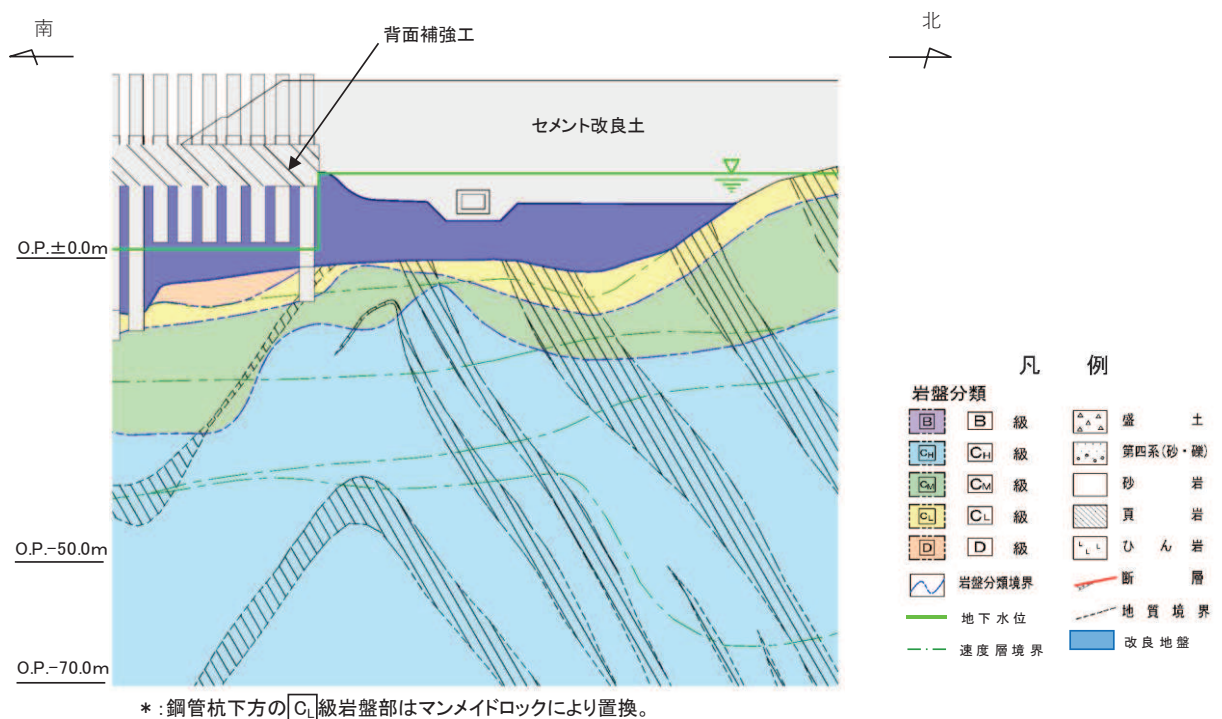 南
北
背面補強工
セメント改良土
O.P.±0.0m
O.P.-50.0m
O.P.-70.0m
凡 例
岩盤分類
B B 級 盛 土
CH CH 級 第四系(砂・礫)
CM CM 級 砂 岩
CL CL 級 頁 岩
D D 級 ひ ん 岩
岩盤分類境界 断 層
地 下 水 位 地 質 境 界
速 度 層 境 界 改 良 地 盤
*:鋼管杭下方のCL級岩盤部はマンメイドロックにより置換。